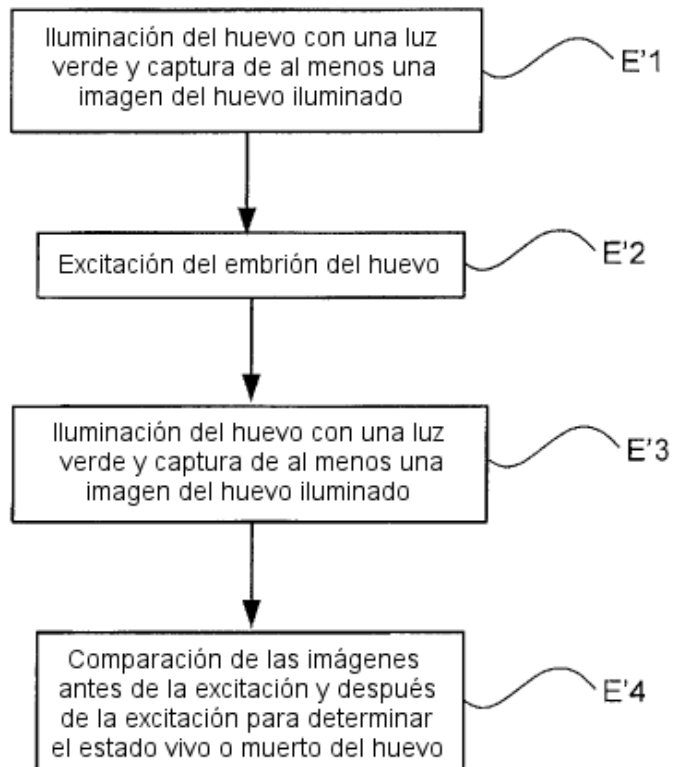 Iluminación del huevo con una luz
verde y captura de al menos una
imagen del huevo iluminado
E'1
Excitación del embrión del huevo
E'2
Iluminación del huevo con una luz
verde y captura de al menos una
imagen del huevo iluminado
E'3
Comparación de las imágenes
antes de la excitación y después
de la excitación para determinar
el estado vivo o muerto del huevo
E'4